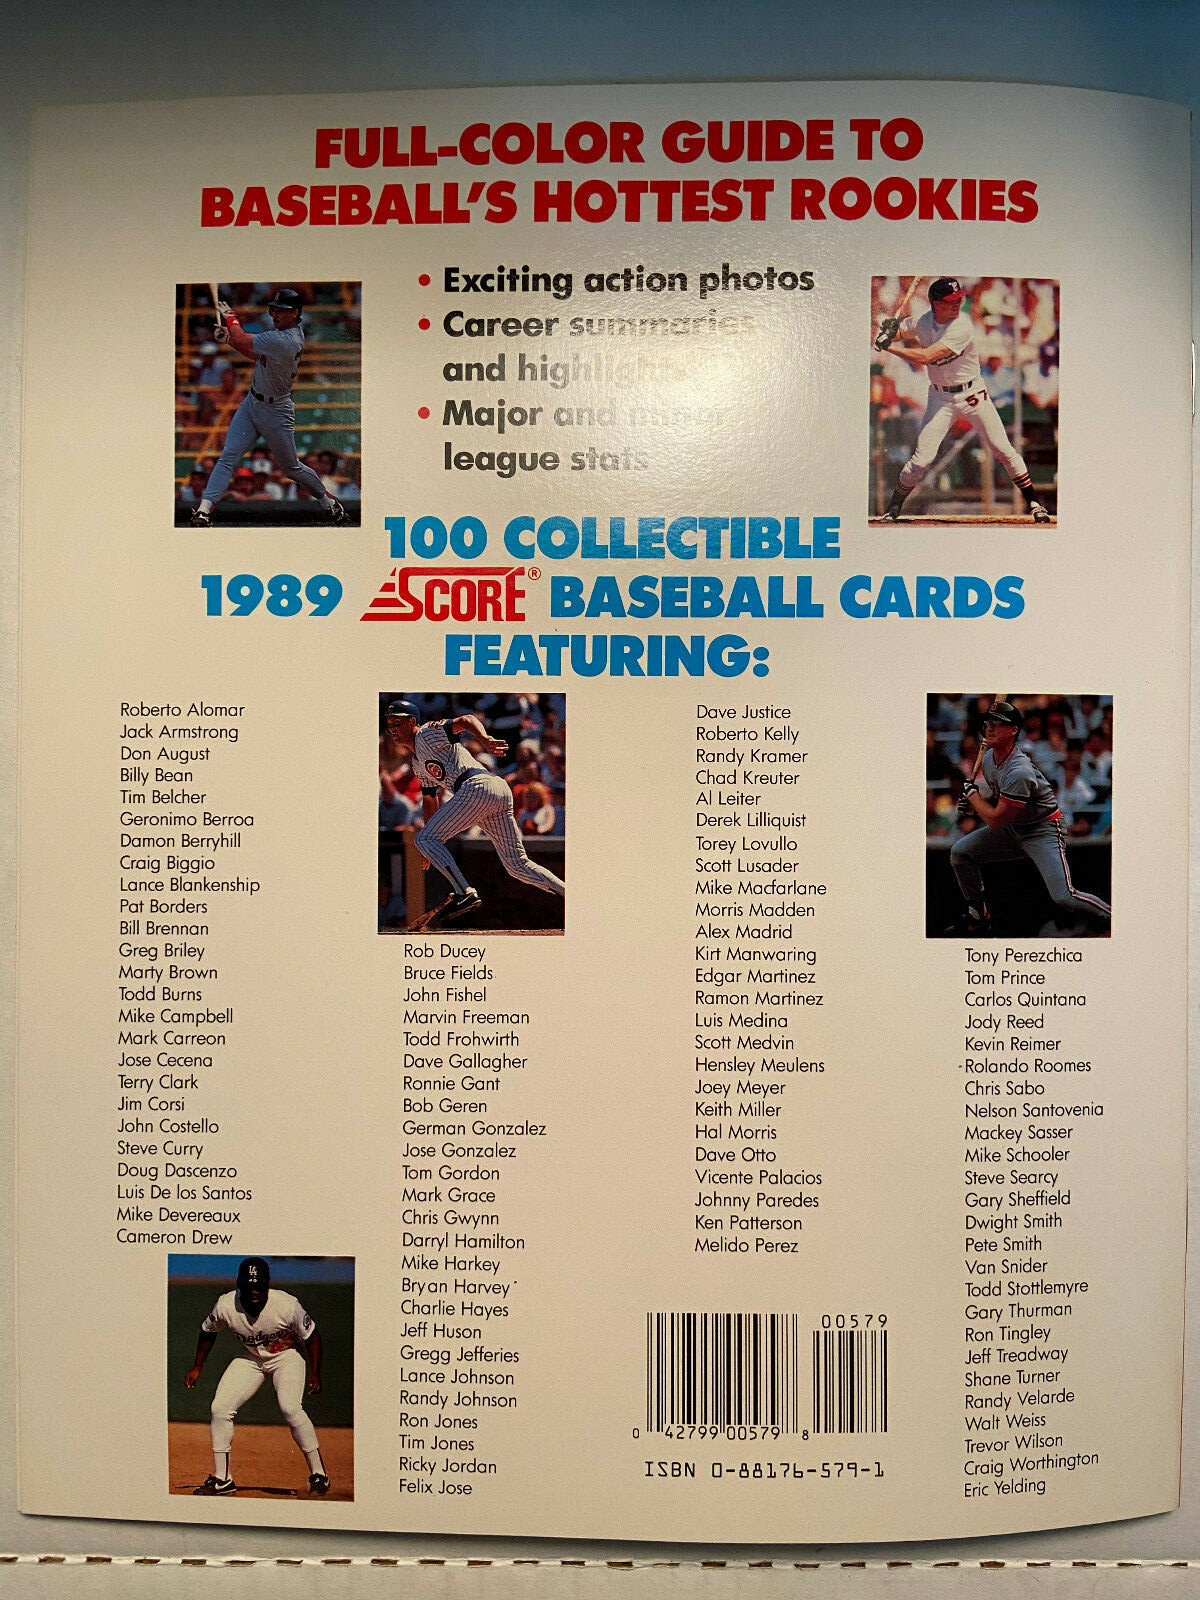 FULL-COLOR GUIDE TO
BASEBALL'S HOTTEST ROOKIES
• Exciting action photos
• Career summaries
and highlights
• Major and minor
league stats
100 COLLECTIBLE
1989 SCORE® BASEBALL CARDS
FEATURING:
Roberto Alomar
Jack Armstrong
Don August
Billy Bean
Tim Belcher
Geronimo Berroa
Damon Berryhill
Craig Biggio
Lance Blankenship
Pat Borders
Bill Brennan
Greg Briley
Marty Brown
Todd Burns
Mike Campbell
Mark Carreon
Jose Cecena
Terry Clark
Jim Corsi
John Costello
Steve Curry
Doug Dascenzo
Luis De los Santos
Mike Devereaux
Cameron Drew
Rob Ducey
Bruce Fields
John Fishel
Marvin Freeman
Todd Frohwirth
Dave Gallagher
Ronnie Gant
Bob Geren
German Gonzalez
Jose Gonzalez
Tom Gordon
Mark Grace
Chris Gwynn
Darryl Hamilton
Mike Harkey
Bryan Harvey
Charlie Hayes
Jeff Huson
Gregg Jefferies
Lance Johnson
Randy Johnson
Ron Jones
Tim Jones
Ricky Jordan
Felix Jose
Dave Justice
Roberto Kelly
Randy Kramer
Chad Kreuter
Al Leiter
Derek Lilliquist
Torey Lovullo
Scott Lusader
Mike Macfarlane
Morris Madden
Alex Madrid
Kirt Manwaring
Edgar Martinez
Ramon Martinez
Luis Medina
Scott Medvin
Hensley Meulens
Joey Meyer
Keith Miller
Hal Morris
Dave Otto
Vicente Palacios
Johnny Paredes
Ken Patterson
Melido Perez
Tony Perezchica
Tom Prince
Carlos Quintana
Jody Reed
Kevin Reimer
Rolando Roomes
Chris Sabo
Nelson Santovenia
Mackey Sasser
Mike Schooler
Steve Searcy
Gary Sheffield
Dwight Smith
Pete Smith
Van Snider
Todd Stottlemyre
Gary Thurman
Ron Tingley
Jeff Treadway
Shane Turner
Randy Velarde
Walt Weiss
Trevor Wilson
Craig Worthington
Eric Yelding
57
Dodgers
00579
0 42799 00579 8
ISBN 0-88176-579-1